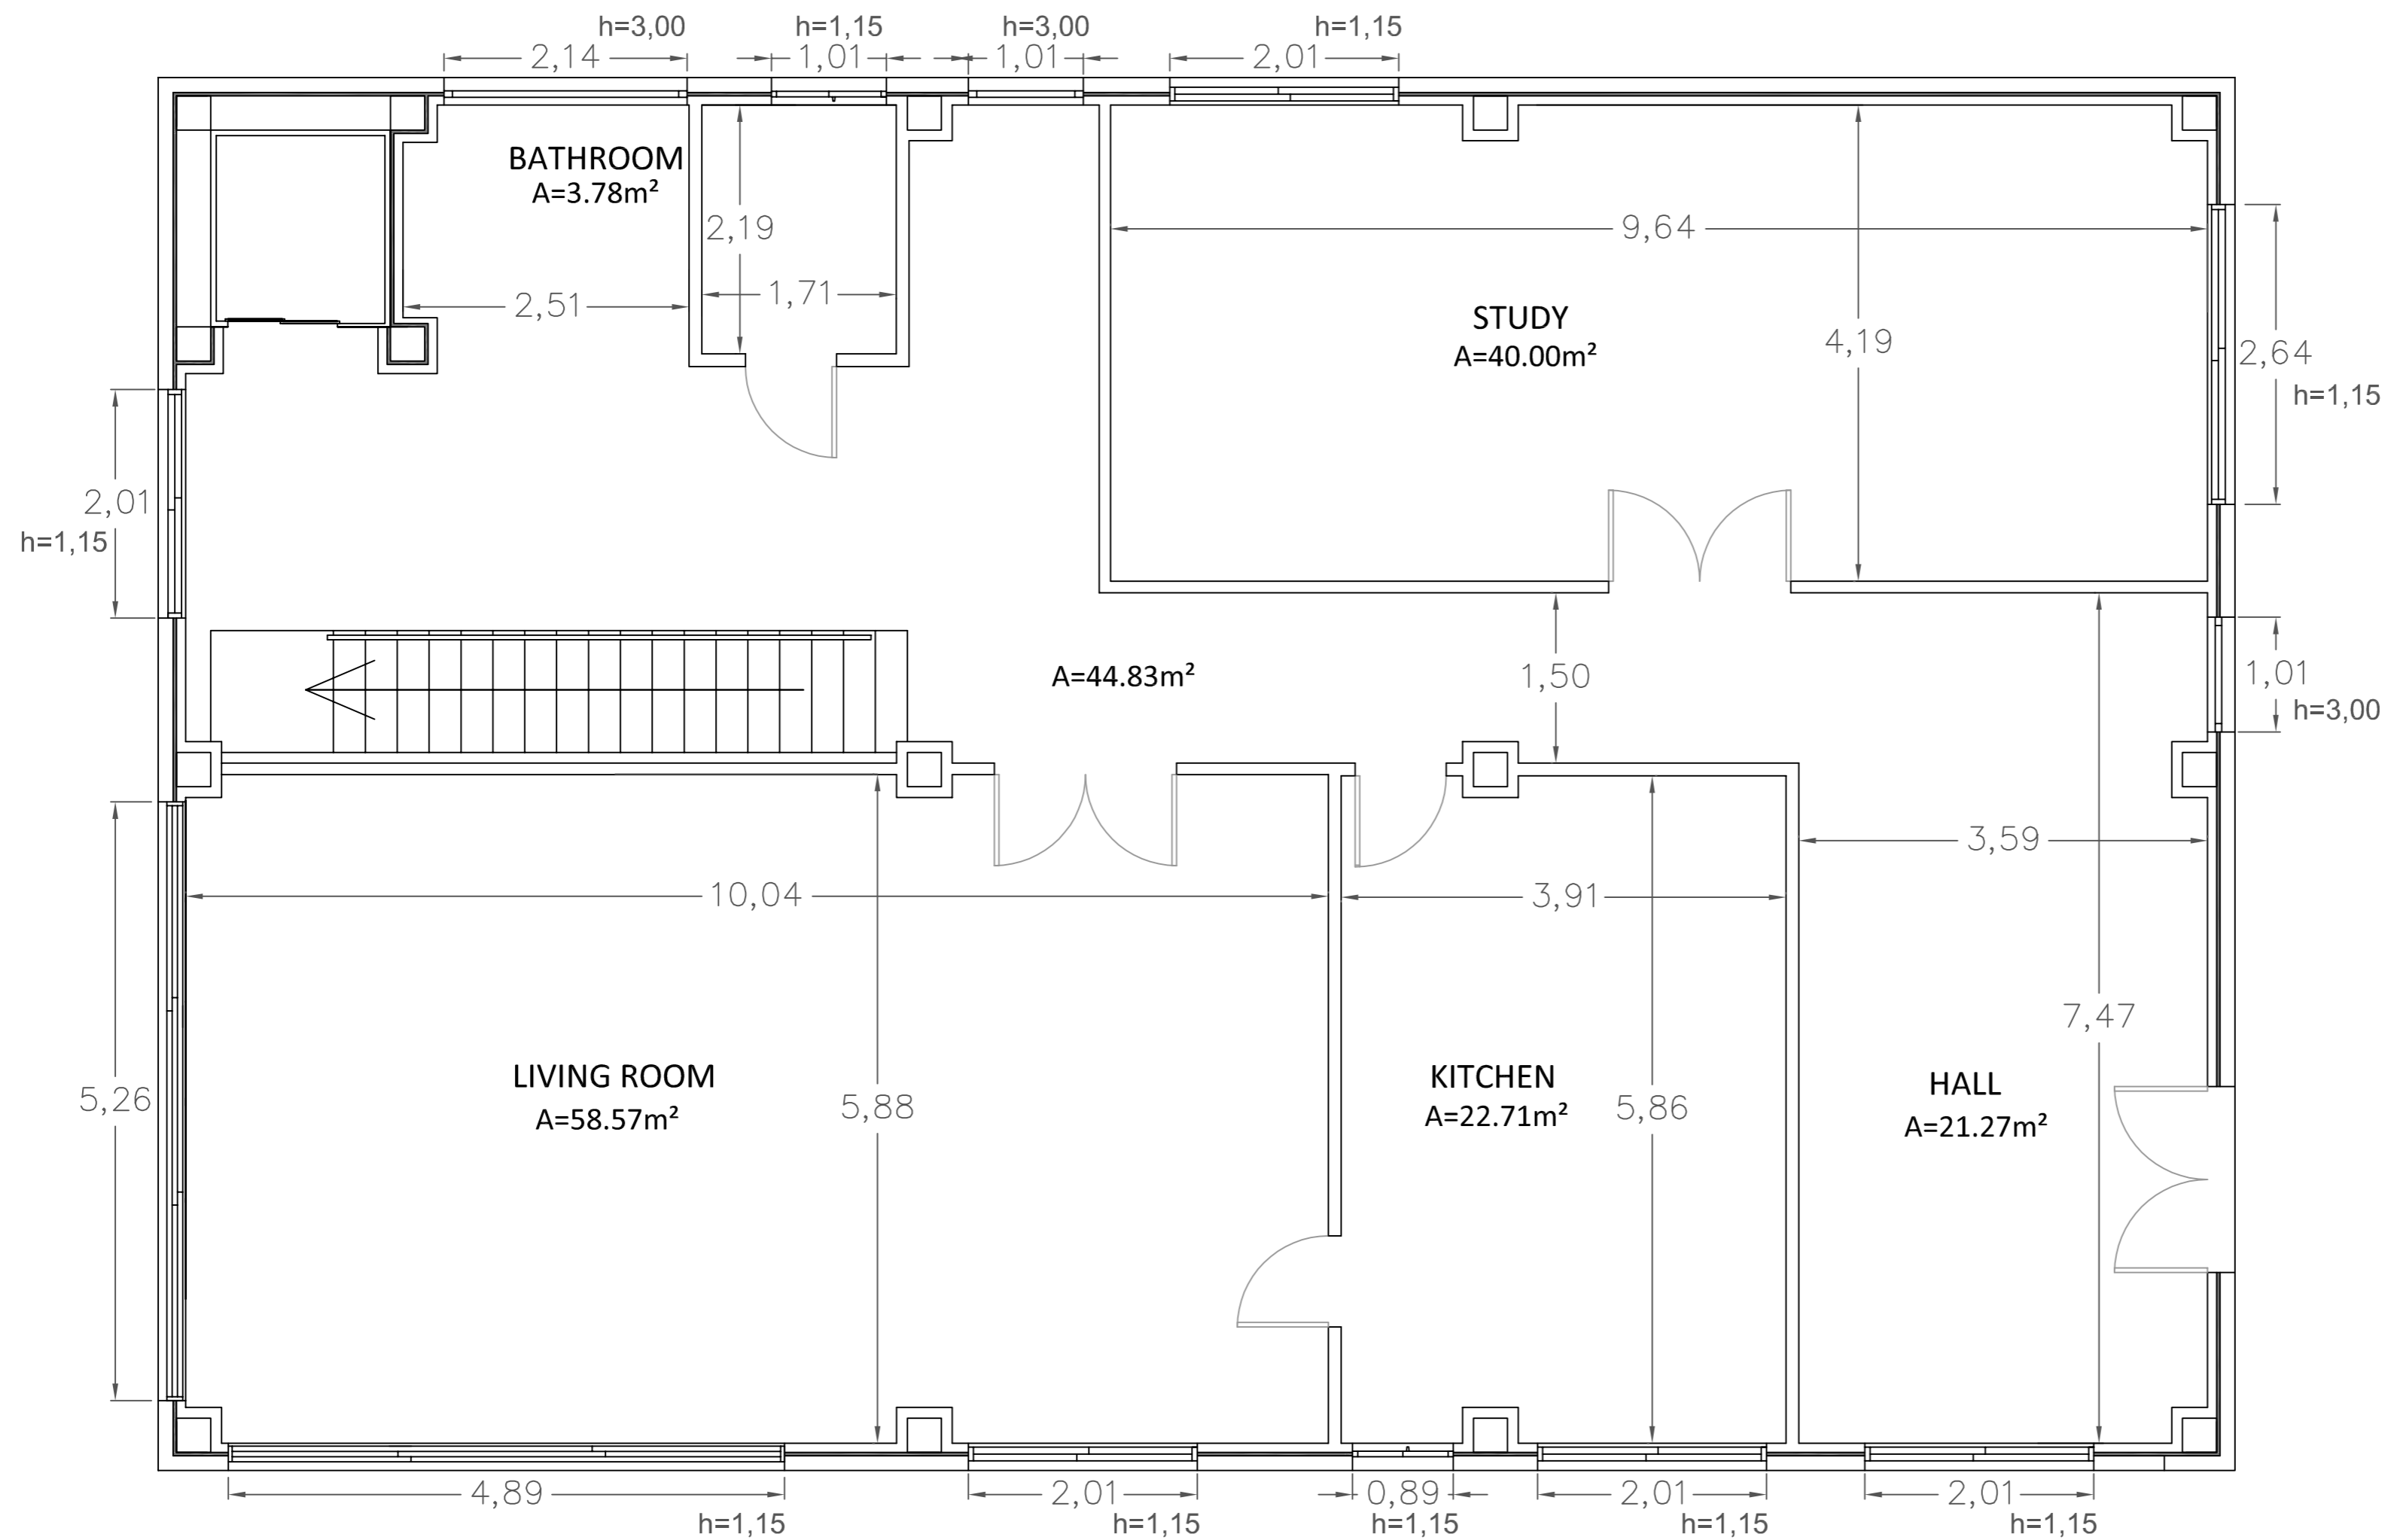 h=3,00
h=1,15
h=3,00
h=1,15
2,14
1,01
1,01
2,01
BATHROOM
A=3.78m²
2,19
9,64
1,71
2,51
STUDY
A=40.00m²
4,19
2,64
h=1,15
2,01
h=1,15
A=44.83m²
1,50
1,01
h=3,00
3,59
10,04
3,91
7,47
LIVING ROOM
A=58.57m²
5,26
5,88
KITCHEN
A=22.71m²
5,86
HALL
A=21.27m²
4,89
2,01
0,89
2,01
2,01
h=1,15
h=1,15
h=1,15
h=1,15
h=1,15